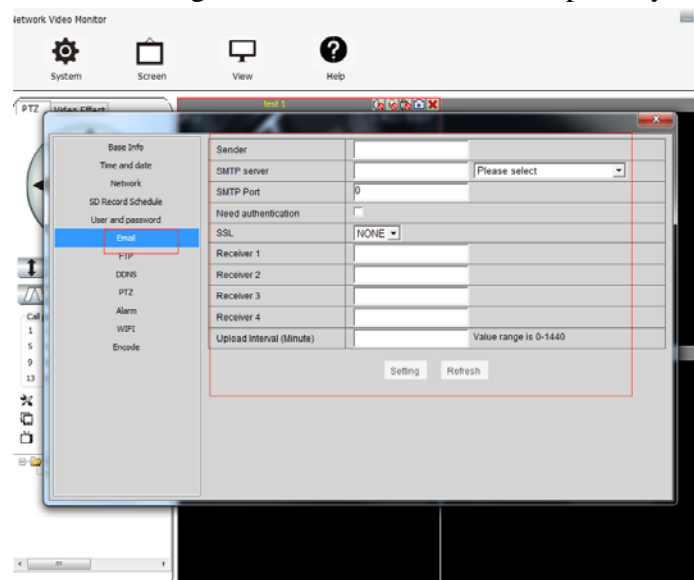 Network Video Monitor
System Screen View Help
PTZ Video Effect
test 1
Base Info
Time and date
Network
SD Record Schedule
User and password
Email
FTP
DDNS
PTZ
Alarm
WIFI
Encode
Sender
SMTP server Please select
SMTP Port 0
Need authentication
SSL NONE
Receiver 1
Receiver 2
Receiver 3
Receiver 4
Upload Interval (Minute) Value range is 0-1440
Setting Refresh
Call
1
5
9
13